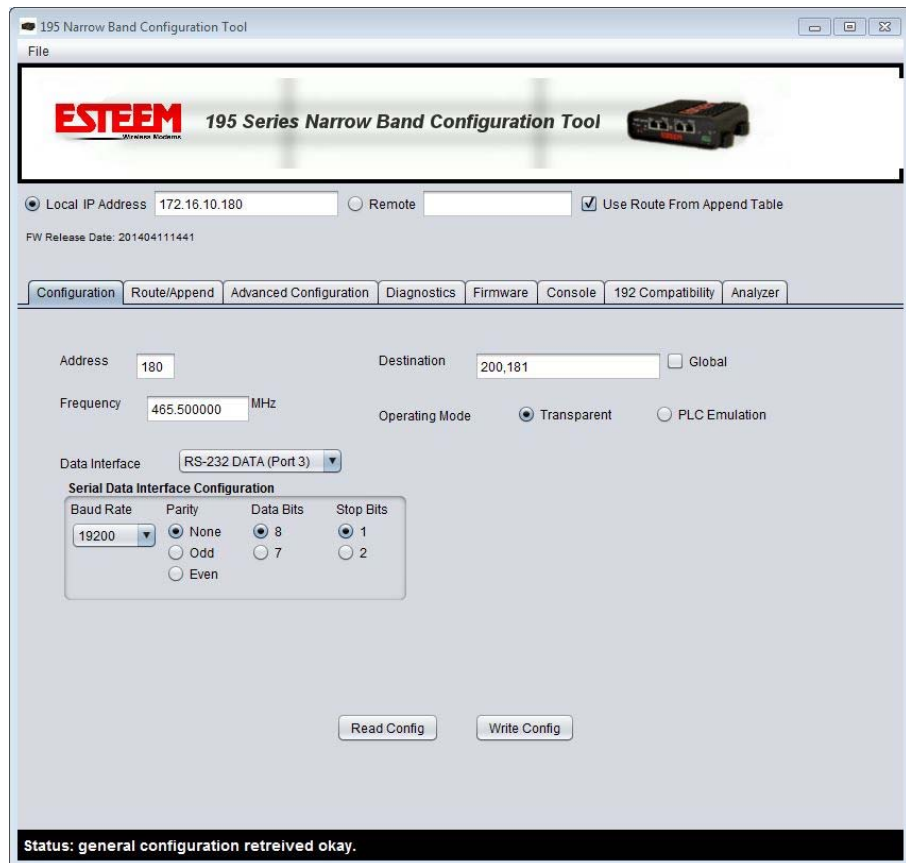 195 Narrow Band Configuration Tool
File
ESTEEM
Wireless Modems
195 Series Narrow Band Configuration Tool
Local IP Address 172.16.10.180 Remote Use Route From Append Table
FW Release Date: 201404111441
Configuration Route/Append Advanced Configuration Diagnostics Firmware Console 192 Compatibility Analyzer
Address 180 Destination 200,181 Global
Frequency 465.500000 MHz Operating Mode Transparent PLC Emulation
Data Interface RS-232 DATA (Port 3)
Serial Data Interface Configuration
Baud Rate Parity Data Bits Stop Bits
19200 None 8 1
Odd 7 2
Even
Read Config Write Config
Status: general configuration retreived okay.